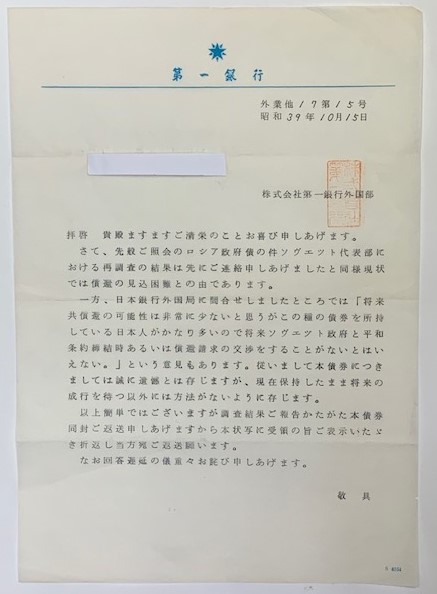 第一銀行
外業他17第15号
昭和39年10月15日
株式会社第一銀行外国部
拝啓　貴殿ますますご清栄のことお喜び申しあげます。
さて、先般ご照会のロシア政府債の件ソヴエツト代表部に
おける再調査の結果は先にご連絡申しあげましたと同様現状
では償還の見込困難との由であります。
一方、日本銀行外国局に問合せしましたところでは「将来
共償還の可能性は非常に少ないと思うがこの種の債券を所持
している日本人がかなり多いので将来ソヴエツト政府と平和
条約締結時あるいは償還請求の交渉をすることがないとはい
えない。」という意見もあります。従いまして本債券につき
ましては誠に遺憾とは存じますが、現在保持したまま将来の
成行を待つ以外には方法がないように存じます。
以上簡単ではございますが調査結果ご報告かたがた本債券
同封ご返送申しあげますから本状写に受領の旨ご表示いただ
き折返し当方宛ご返送願います。
なお回答遅延の儀重々お詫び申しあげます。
敬具